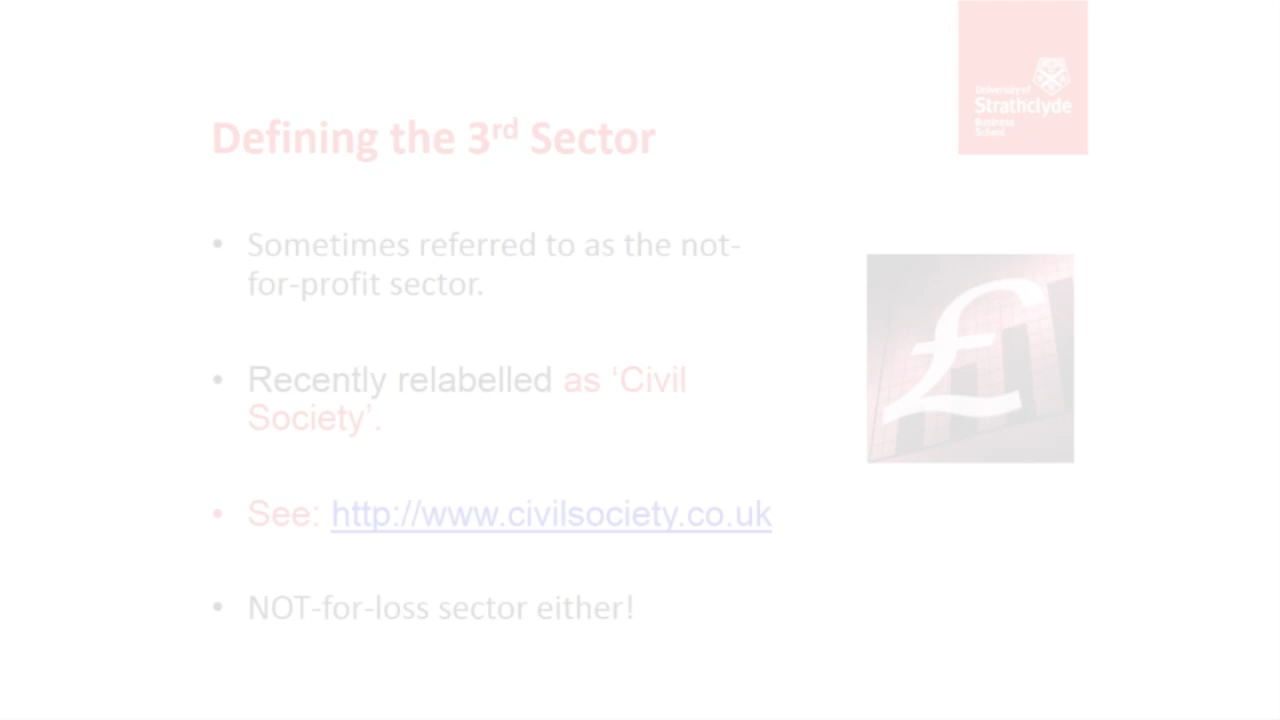 University of
Strathclyde
Business
School
Defining the 3rd Sector
• Sometimes referred to as the not-
for-profit sector.
• Recently relabelled as ‘Civil
Society’.
• See: http://www.civilsociety.co.uk
• NOT-for-loss sector either!
£